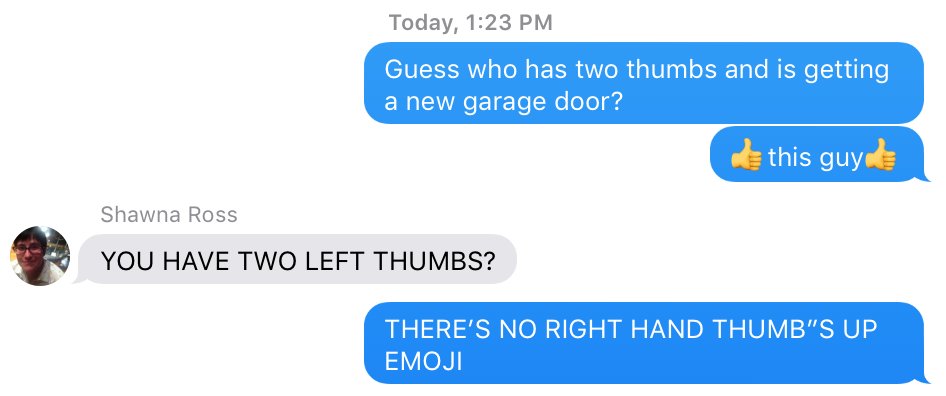 Today, 1:23 PM
Guess who has two thumbs and is getting
a new garage door?
👍this guy👍
Shawna Ross
YOU HAVE TWO LEFT THUMBS?
THERE’S NO RIGHT HAND THUMB”S UP
EMOJI